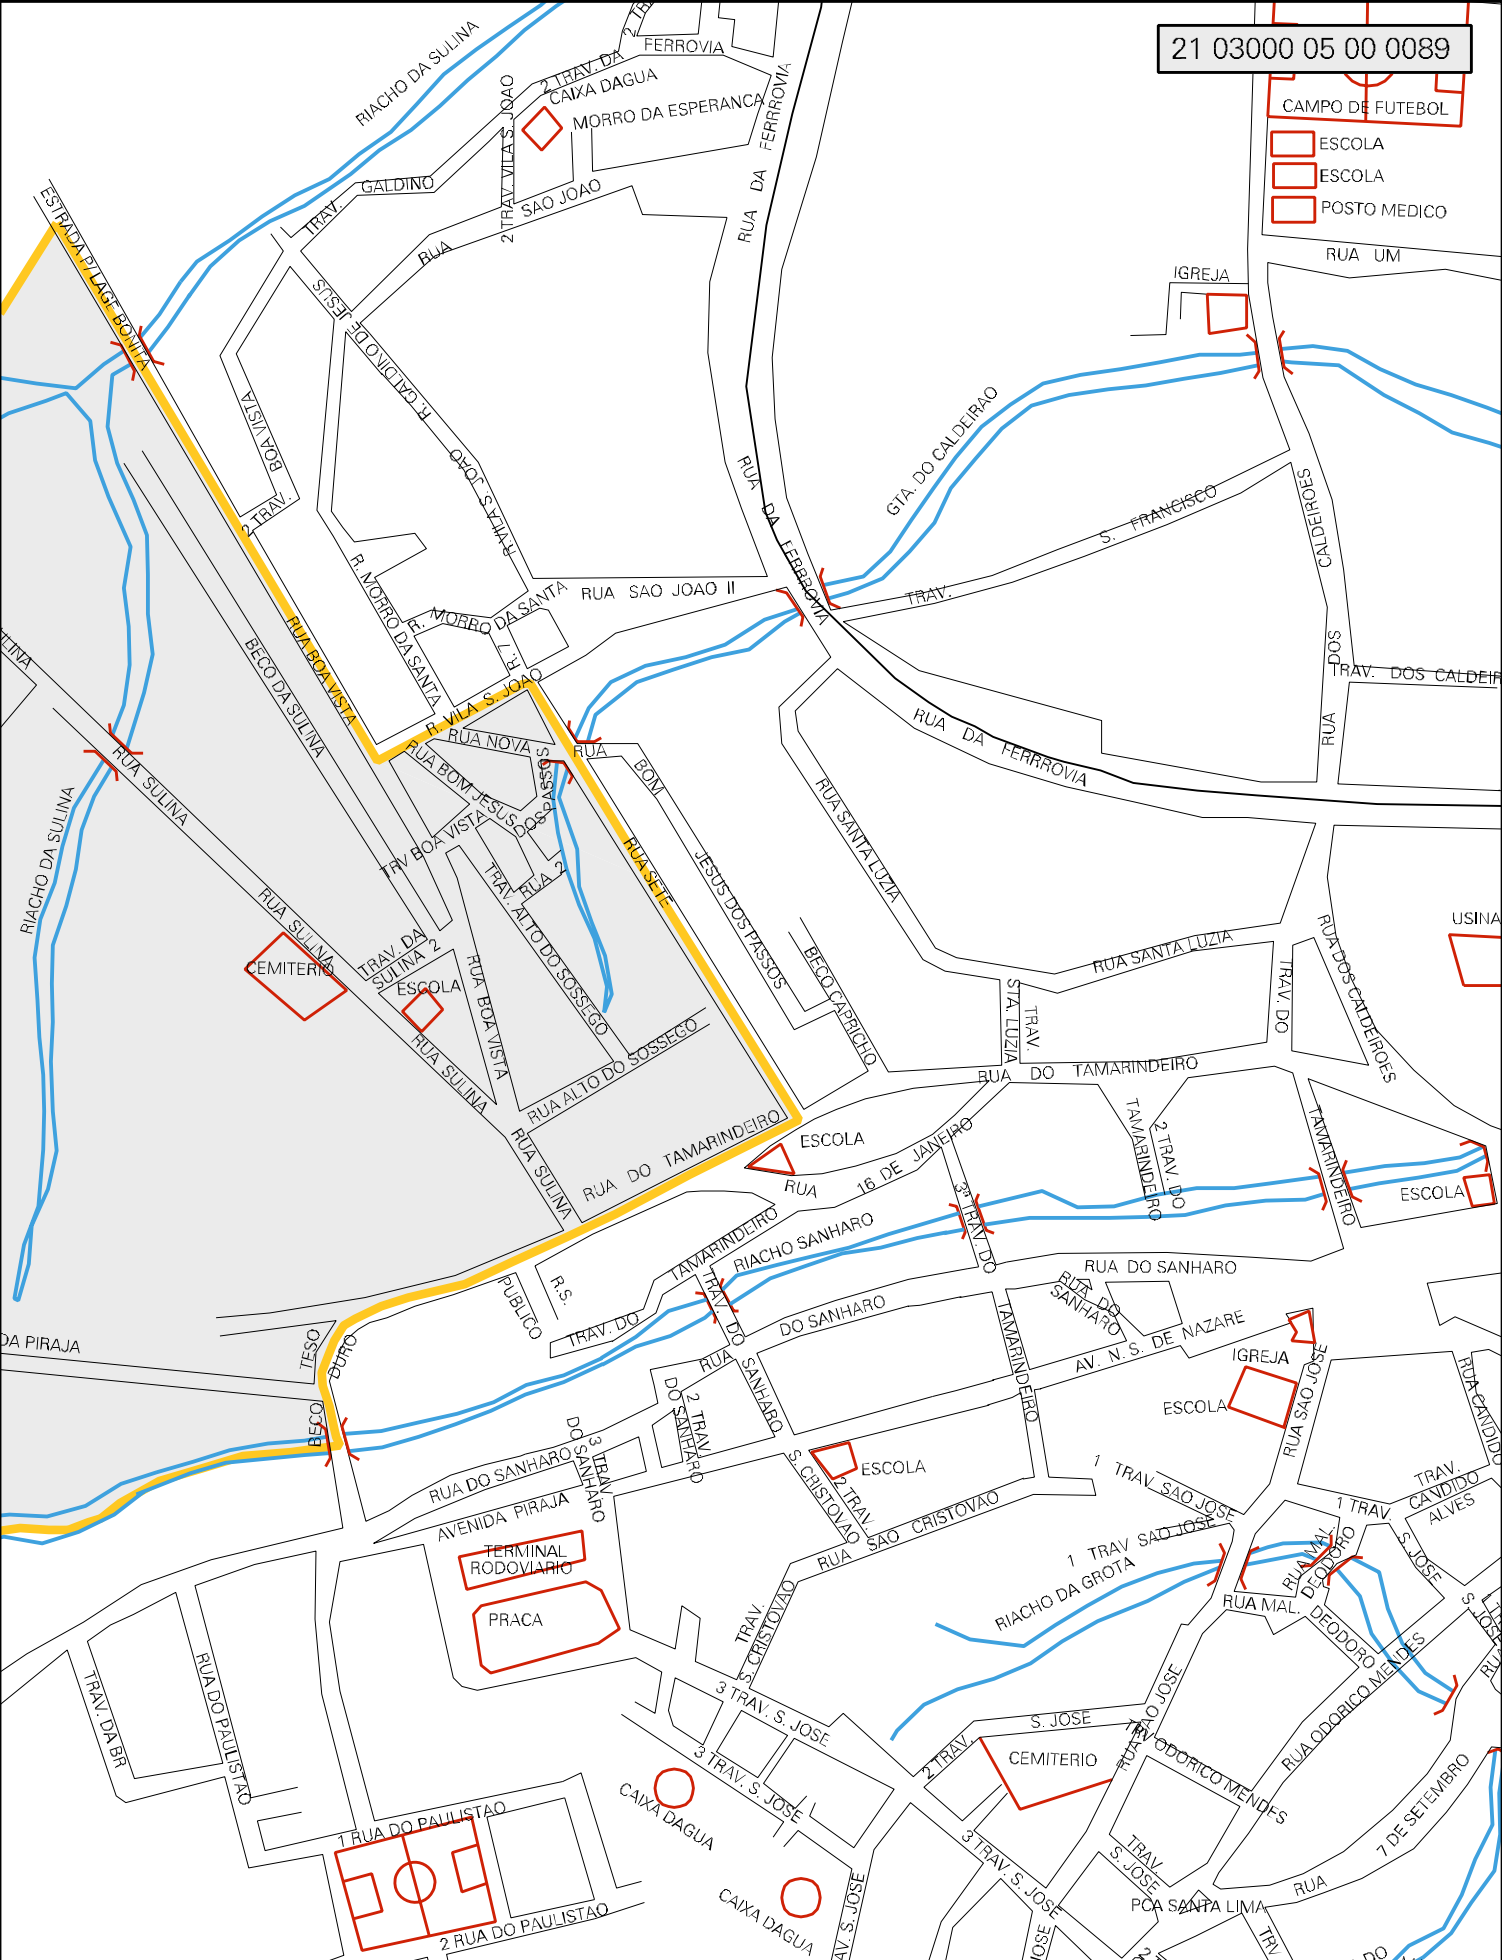 21 03000 05 00 0089
RIACHO DA SULINA
FERROVIA
2 TRAV. DA
CAIXA DAGUA
MORRO DA ESPERANCA
2 TRAV. VILA S. JOAO
RUA DA FERRROVIA
CAMPO DE FUTEBOL
ESCOLA
ESCOLA
POSTO MEDICO
RUA UM
IGREJA
ESTRADA P/ LAGE BONITA
TRAV. GALDINO
RUA SAO JOAO
R. GALDINO DE JESUS
BOA VISTA
2 TRAV.
R.VILA S. JOAO
GTA. DO CALDEIRAO
RUA DA FERRROVIA
TRAV. S. FRANCISCO
RUA DOS CALDEIROES
TRAV. DOS CALDEIR
RUA SAO JOAO II
R. MORRO DA SANTA
R. MORRO DA SANTA
R. 7
R. VILA S. JOAO
RUA BOA VISTA
BECO DA SULINA
ULINA
RUA SULINA
RIACHO DA SULINA
RUA NOVA
RUA BOM JESUS
DOS PASSOS
TRV BOA VISTA
RUA 2
TRAV. ALTO DO SOSSEGO
RUA SETE
RUA BOM
JESUS DOS PASSOS
RUA DA FERRROVIA
RUA SANTA LUZIA
RUA SANTA LUZIA
BECO CAPRICHO
STA. LUZIA
TRAV.
TRAV. DO
RUA DOS CALDEIROES
USINA
RUA SULINA
CEMITERIO
TRAV. DA
SULINA 2
ESCOLA
RUA BOA VISTA
RUA SULINA
RUA ALTO DO SOSSEGO
RUA SULINA
RUA DO TAMARINDEIRO
RUA DO TAMARINDEIRO
ESCOLA
RUA 16 DE JANEIRO
TAMARINDEIRO
2 TRAV. DO
TAMARINDEIRO
ESCOLA
3ª TRAV. DO
TAMARINDEIRO
RIACHO SANHARO
TRAV. DO
TAMARINDEIRO
PUBLICO
R.S.
DA PIRAJA
TESO
DURO
BECO
TRAV. DO SANHARO
RUA DO SANHARO
RUA DO SANHARO
RUA DO
SANHARO
AV. N. S. DE NAZARE
IGREJA
ESCOLA
RUA SAO JOSE
RUA CANDIDO
2 TRAV.
DO SANHARO
3 TRAV
DO SANHARO
RUA DO SANHARO
AVENIDA PIRAJA
S. CRISTOVAO
2 TRAV.
ESCOLA
RUA SAO CRISTOVAO
1 TRAV SAO JOSE
1 TRAV SAO JOSE
1 TRAV.
S. JOSE
TRAV.
CANDIDO
ALVES
TERMINAL
RODOVIARIO
PRACA
RIACHO DA GROTA
RUA MAL.
DEODORO
RUA MAL. DEODORO
S. JOSE
TRAV.
S. CRISTOVAO
TRAV. DA BR
RUA DO PAULISTAO
3 TRAV. S. JOSE
3 TRAV. S. JOSE
2 TRAV. S. JOSE
CEMITERIO
RUA SAO JOSE
TRV ODORICO MENDES
RUA ODORICO MENDES
7 DE SETEMBRO
RUA
CAIXA DAGUA
1 RUA DO PAULISTAO
2 RUA DO PAULISTAO
CAIXA DAGUA
AV. S. JOSE
3 TRAV. S. JOSE
TRAV.
S. JOSE
PCA SANTA LIMA
TRV
JOSE
DO